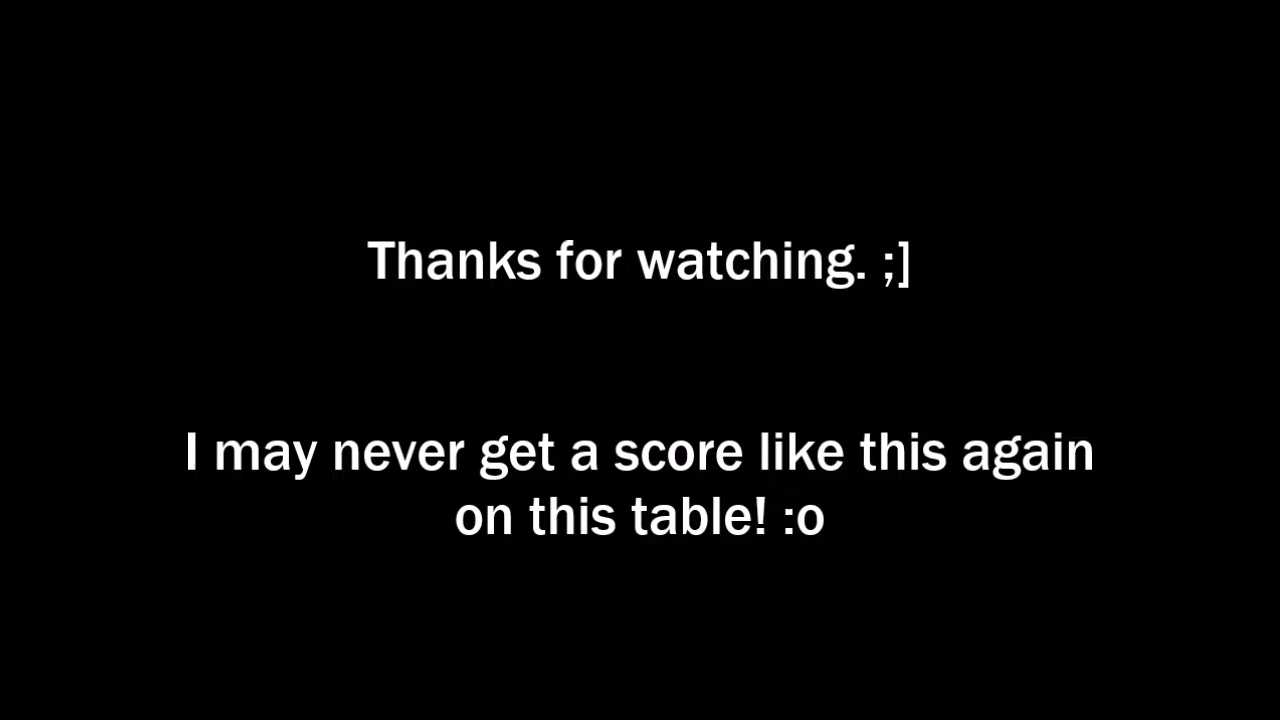 Thanks for watching. ;]
I may never get a score like this again
on this table! :o